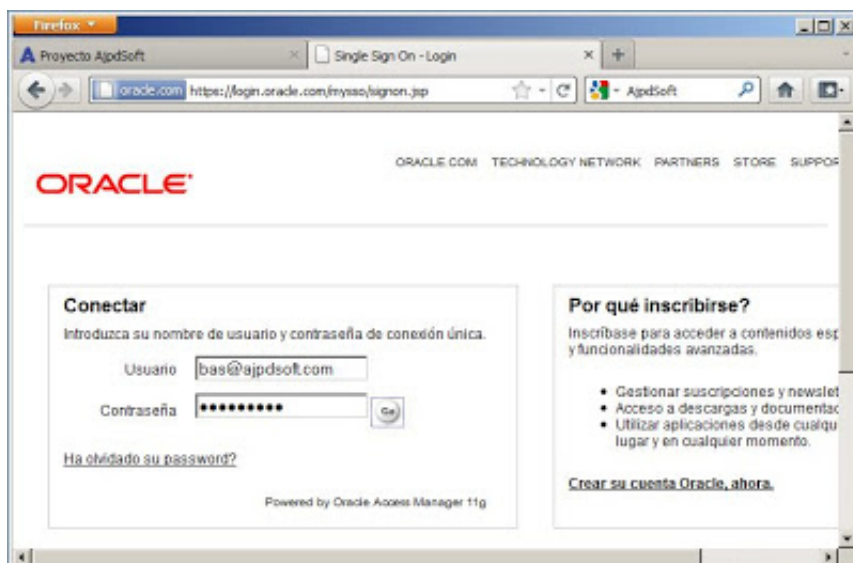 Firefox
Proyecto AjpdSoft
Single Sign On - Login
oracle.com https://login.oracle.com/mysso/signon.jsp
AjpdSoft
ORACLE.COM TECHNOLOGY NETWORK PARTNERS STORE SUPPOR
ORACLE
Conectar
Introduzca su nombre de usuario y contraseña de conexión única.
Usuario bas@ajpdsoft.com
Contraseña •••••••••
Go
Ha olvidado su password?
Powered by Oracle Access Manager 11g
Por qué inscribirse?
Inscríbase para acceder a contenidos esp
y funcionalidades avanzadas.
• Gestionar suscripciones y newslet
• Acceso a descargas y documentac
• Utilizar aplicaciones desde cualqu
lugar y en cualquier momento.
Crear su cuenta Oracle, ahora.